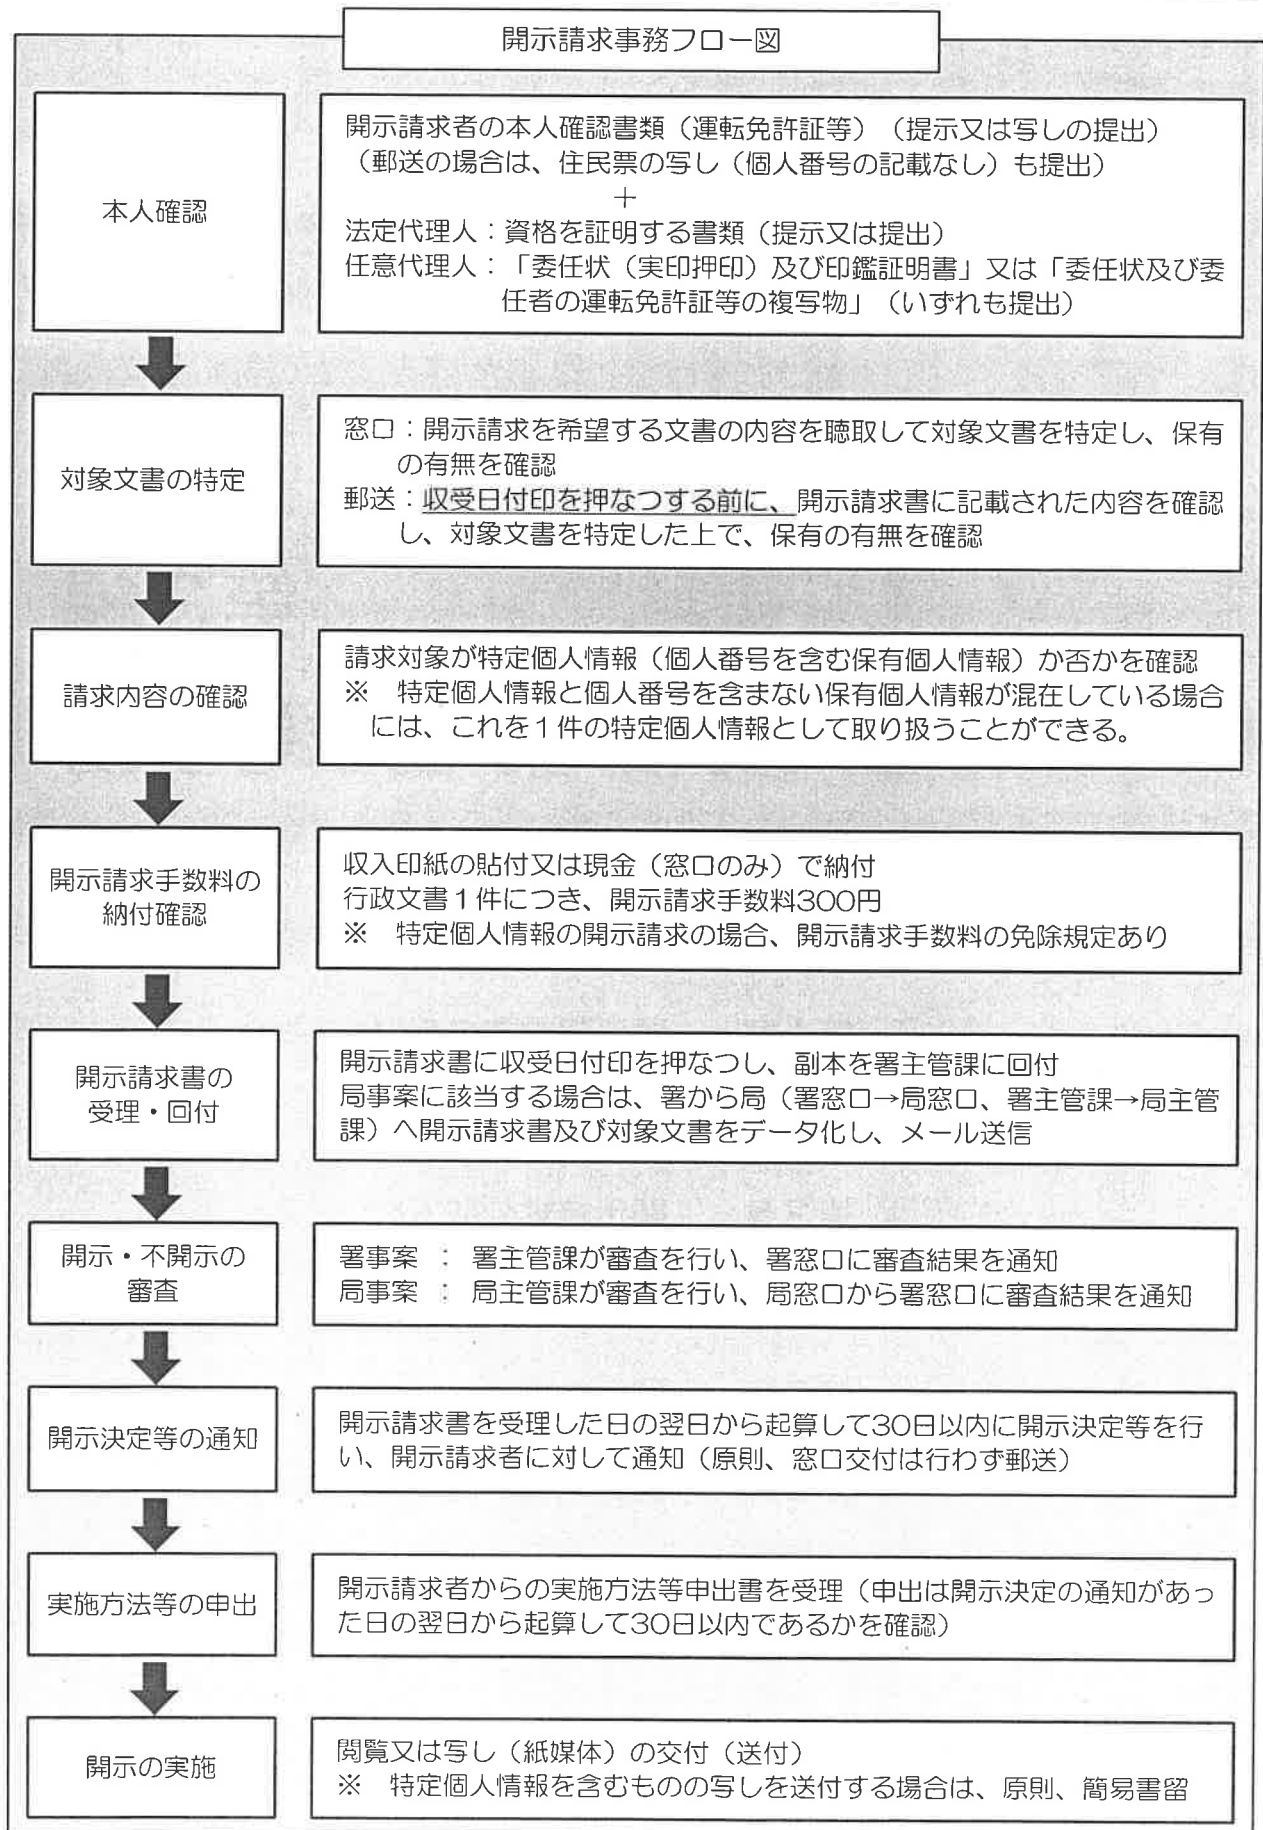 開示請求事務フロー図
本人確認
開示請求者の本人確認書類（運転免許証等）（提示又は写しの提出）
（郵送の場合は、住民票の写し（個人番号の記載なし）も提出）
＋
法定代理人：資格を証明する書類（提示又は提出）
任意代理人：「委任状（実印押印）及び印鑑証明書」又は「委任状及び委
任者の運転免許証等の複写物」（いずれも提出）
対象文書の特定
窓口：開示請求を希望する文書の内容を聴取して対象文書を特定し、保有
の有無を確認
郵送：収受日付印を押なつする前に、開示請求書に記載された内容を確認
し、対象文書を特定した上で、保有の有無を確認
請求内容の確認
請求対象が特定個人情報（個人番号を含む保有個人情報）か否かを確認
※　特定個人情報と個人番号を含まない保有個人情報が混在している場合
には、これを１件の特定個人情報として取り扱うことができる。
開示請求手数料の
納付確認
収入印紙の貼付又は現金（窓口のみ）で納付
行政文書１件につき、開示請求手数料300円
※　特定個人情報の開示請求の場合、開示請求手数料の免除規定あり
開示請求書の
受理・回付
開示請求書に収受日付印を押なつし、副本を署主管課に回付
局事案に該当する場合は、署から局（署窓口→局窓口、署主管課→局主管
課）へ開示請求書及び対象文書をデータ化し、メール送信
開示・不開示の
審査
署事案　：　署主管課が審査を行い、署窓口に審査結果を通知
局事案　：　局主管課が審査を行い、局窓口から署窓口に審査結果を通知
開示決定等の通知
開示請求書を受理した日の翌日から起算して30日以内に開示決定等を行
い、開示請求者に対して通知（原則、窓口交付は行わず郵送）
実施方法等の申出
開示請求者からの実施方法等申出書を受理（申出は開示決定の通知があっ
た日の翌日から起算して30日以内であるかを確認）
開示の実施
閲覧又は写し（紙媒体）の交付（送付）
※　特定個人情報を含むものの写しを送付する場合は、原則、簡易書留